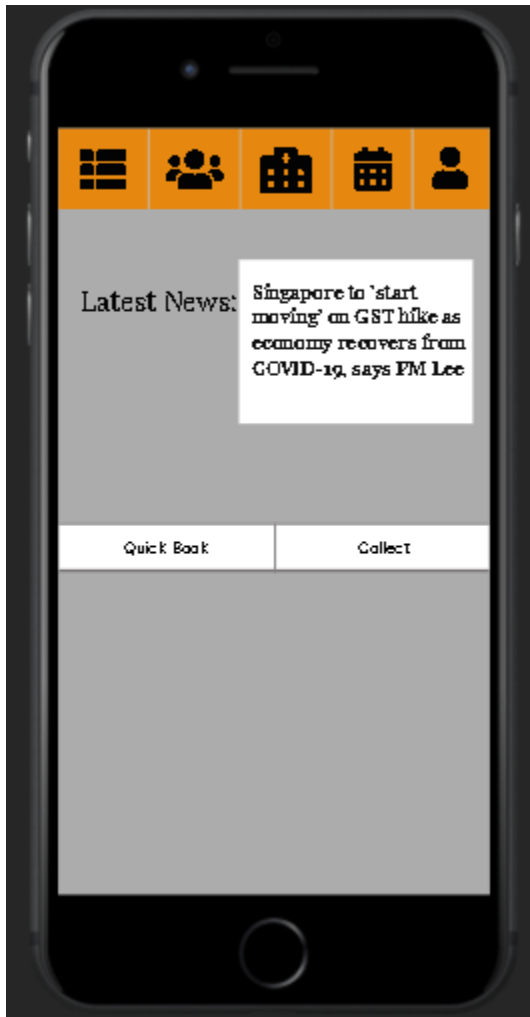 Latest News:
Singapore to 'start
moving' on GST hike as
economy recovers from
COVID-19, says PM Lee
Quick Book
Collect